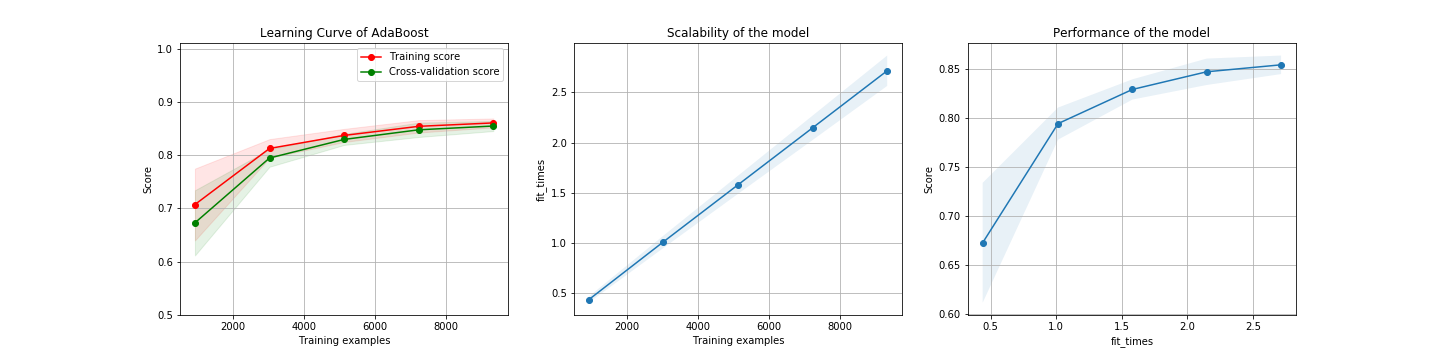 Learning Curve of AdaBoost
1.0
0.9
0.8
0.7
0.6
0.5
Score
2000 4000 6000 8000
Training examples
Training score
Cross-validation score
Scalability of the model
2.5
2.0
1.5
1.0
0.5
fit_times
2000 4000 6000 8000
Training examples
Performance of the model
0.85
0.80
0.75
0.70
0.65
0.60
Score
0.5 1.0 1.5 2.0 2.5
fit_times